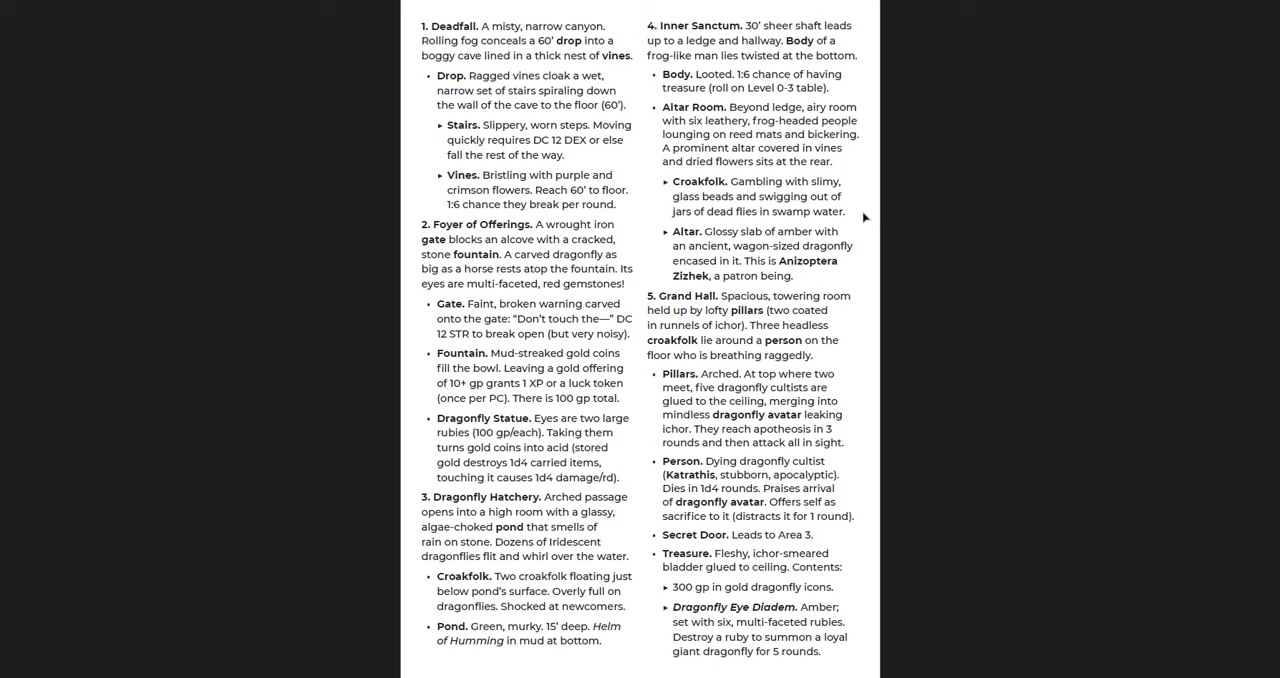 1. Deadfall. A misty, narrow canyon.
Rolling fog conceals a 60’ drop into a
boggy cave lined in a thick nest of vines.
• Drop. Ragged vines cloak a wet,
narrow set of stairs spiraling down
the wall of the cave to the floor (60’).
▸ Stairs. Slippery, worn steps. Moving
quickly requires DC 12 DEX or else
fall the rest of the way.
▸ Vines. Bristling with purple and
crimson flowers. Reach 60’ to floor.
1:6 chance they break per round.
2. Foyer of Offerings. A wrought iron
gate blocks an alcove with a cracked,
stone fountain. A carved dragonfly as
big as a horse rests atop the fountain. Its
eyes are multi-faceted, red gemstones!
• Gate. Faint, broken warning carved
onto the gate: “Don’t touch the—” DC
12 STR to break open (but very noisy).
• Fountain. Mud-streaked gold coins
fill the bowl. Leaving a gold offering
of 10+ gp grants 1 XP or a luck token
(once per PC). There is 100 gp total.
• Dragonfly Statue. Eyes are two large
rubies (100 gp/each). Taking them
turns gold coins into acid (stored
gold destroys 1d4 carried items,
touching it causes 1d4 damage/rd).
3. Dragonfly Hatchery. Arched passage
opens into a high room with a glassy,
algae-choked pond that smells of
rain on stone. Dozens of Iridescent
dragonflies flit and whirl over the water.
• Croakfolk. Two croakfolk floating just
below pond’s surface. Overly full on
dragonflies. Shocked at newcomers.
• Pond. Green, murky. 15’ deep. Helm
of Humming in mud at bottom.
4. Inner Sanctum. 30’ sheer shaft leads
up to a ledge and hallway. Body of a
frog-like man lies twisted at the bottom.
• Body. Looted. 1:6 chance of having
treasure (roll on Level 0-3 table).
• Altar Room. Beyond ledge, airy room
with six leathery, frog-headed people
lounging on reed mats and bickering.
A prominent altar covered in vines
and dried flowers sits at the rear.
▸ Croakfolk. Gambling with slimy,
glass beads and swigging out of
jars of dead flies in swamp water.
▸ Altar. Glossy slab of amber with
an ancient, wagon-sized dragonfly
encased in it. This is Anizoptera
Zizhek, a patron being.
5. Grand Hall. Spacious, towering room
held up by lofty pillars (two coated
in runnels of ichor). Three headless
croakfolk lie around a person on the
floor who is breathing raggedly.
• Pillars. Arched. At top where two
meet, five dragonfly cultists are
glued to the ceiling, merging into
mindless dragonfly avatar leaking
ichor. They reach apotheosis in 3
rounds and then attack all in sight.
• Person. Dying dragonfly cultist
(Katrathis, stubborn, apocalyptic).
Dies in 1d4 rounds. Praises arrival
of dragonfly avatar. Offers self as
sacrifice to it (distracts it for 1 round).
• Secret Door. Leads to Area 3.
• Treasure. Fleshy, ichor-smeared
bladder glued to ceiling. Contents:
▸ 300 gp in gold dragonfly icons.
▸ Dragonfly Eye Diadem. Amber;
set with six, multi-faceted rubies.
Destroy a ruby to summon a loyal
giant dragonfly for 5 rounds.